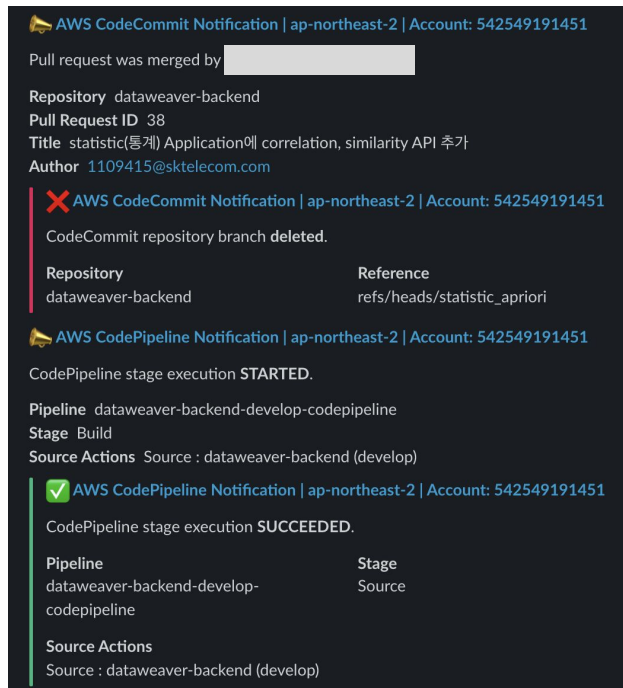 AWS CodeCommit Notification | ap-northeast-2 | Account: 542549191451
Pull request was merged by
Repository dataweaver-backend
Pull Request ID 38
Title statistic(통계) Application에 correlation, similarity API 추가
Author 1109415@sktelecom.com
AWS CodeCommit Notification | ap-northeast-2 | Account: 542549191451
CodeCommit repository branch deleted.
Repository Reference
dataweaver-backend refs/heads/statistic_apriori
AWS CodePipeline Notification | ap-northeast-2 | Account: 542549191451
CodePipeline stage execution STARTED.
Pipeline dataweaver-backend-develop-codepipeline
Stage Build
Source Actions Source : dataweaver-backend (develop)
AWS CodePipeline Notification | ap-northeast-2 | Account: 542549191451
CodePipeline stage execution SUCCEEDED.
Pipeline Stage
dataweaver-backend-develop- Source
codepipeline
Source Actions
Source : dataweaver-backend (develop)